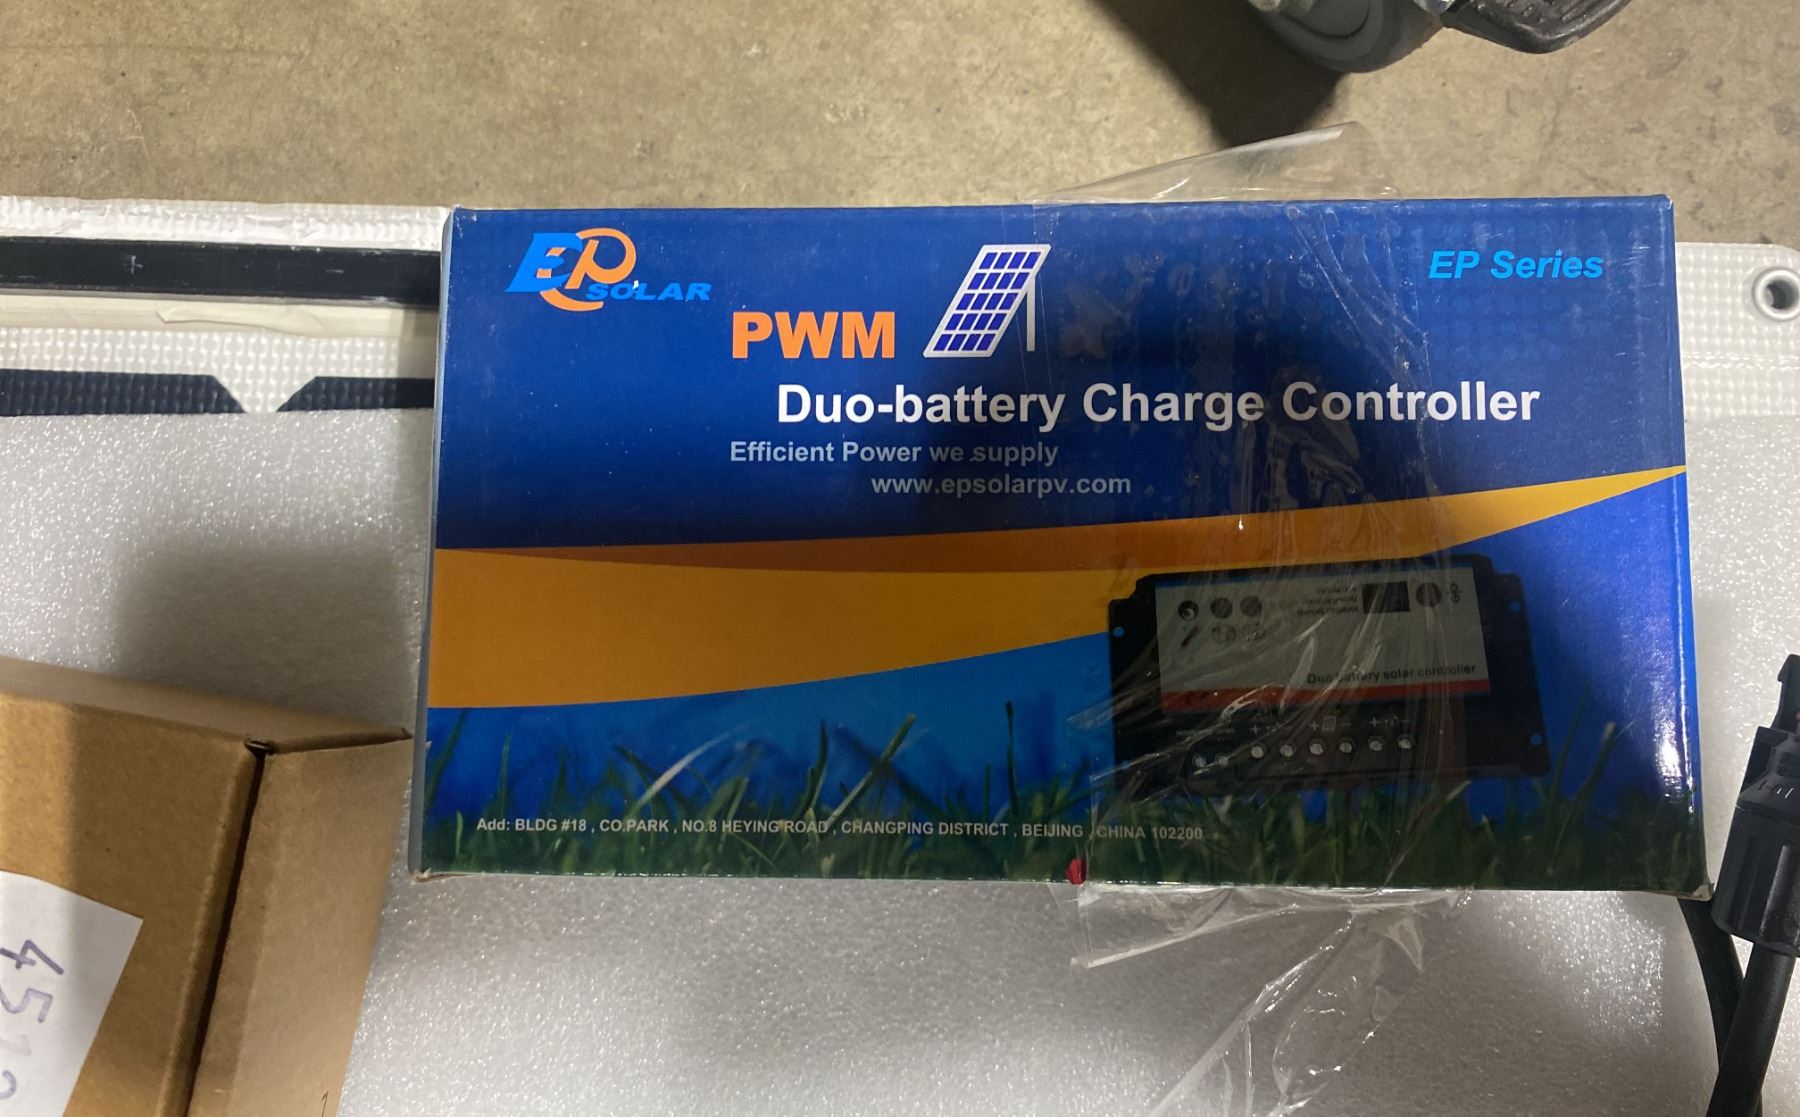 EP SOLAR
EP Series
PWM
Duo-battery Charge Controller
Efficient Power we supply
www.epsolarpv.com
Duo battery solar controller
Add: BLDG #18 , CO.PARK , NO.8 HEYING ROAD , CHANGPING DISTRICT , BEIJING , CHINA 102200